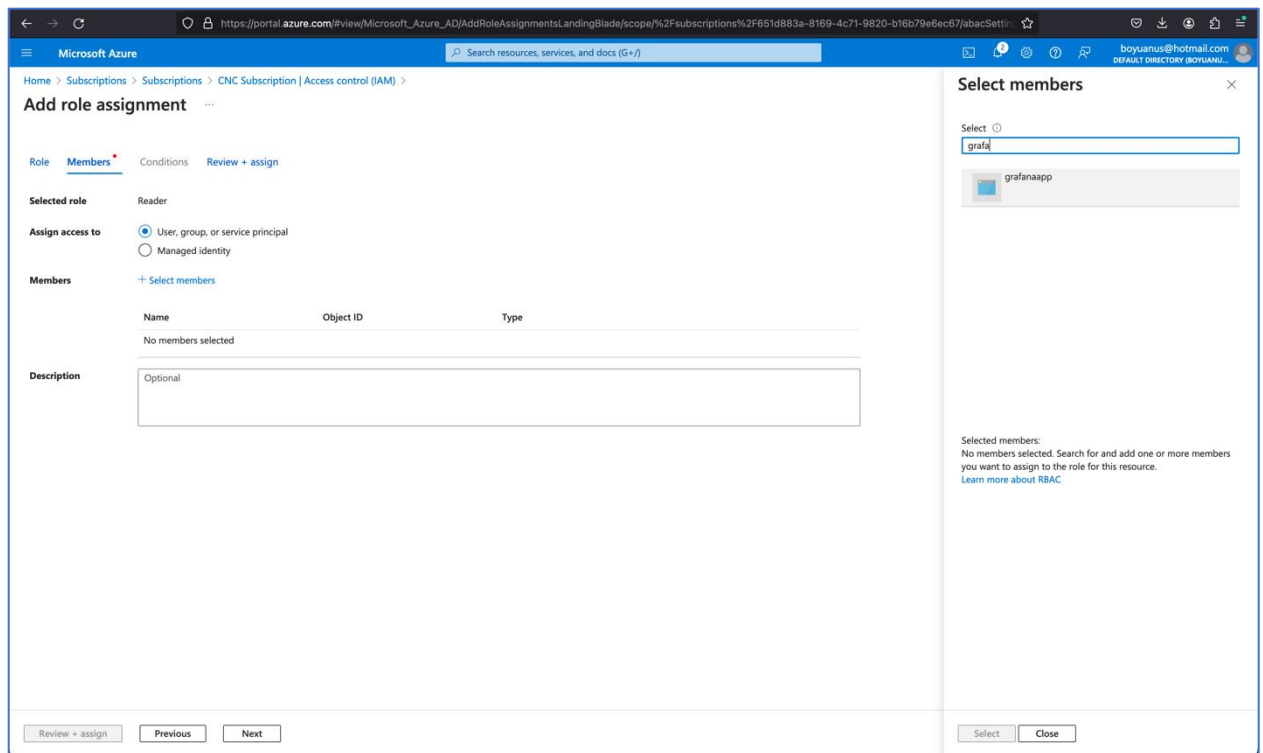 https://portal.azure.com/#view/Microsoft_Azure_AD/AddRoleAssignmentsLandingBlade/scope/%2Fsubscriptions%2F651d883a-8169-4c71-9820-b16b79e6ec67/abacSettin
Microsoft Azure
Search resources, services, and docs (G+/)
boyuanus@hotmail.com
DEFAULT DIRECTORY (BOYUANU...
Home > Subscriptions > Subscriptions > CNC Subscription | Access control (IAM) >
Add role assignment ...
Role Members Conditions Review + assign
Selected role Reader
Assign access to User, group, or service principal
Managed identity
Members + Select members
Name Object ID Type
No members selected
Description Optional
Review + assign Previous Next
Select members
Select
grafa
grafanaapp
Selected members:
No members selected. Search for and add one or more members
you want to assign to the role for this resource.
Learn more about RBAC
Select Close